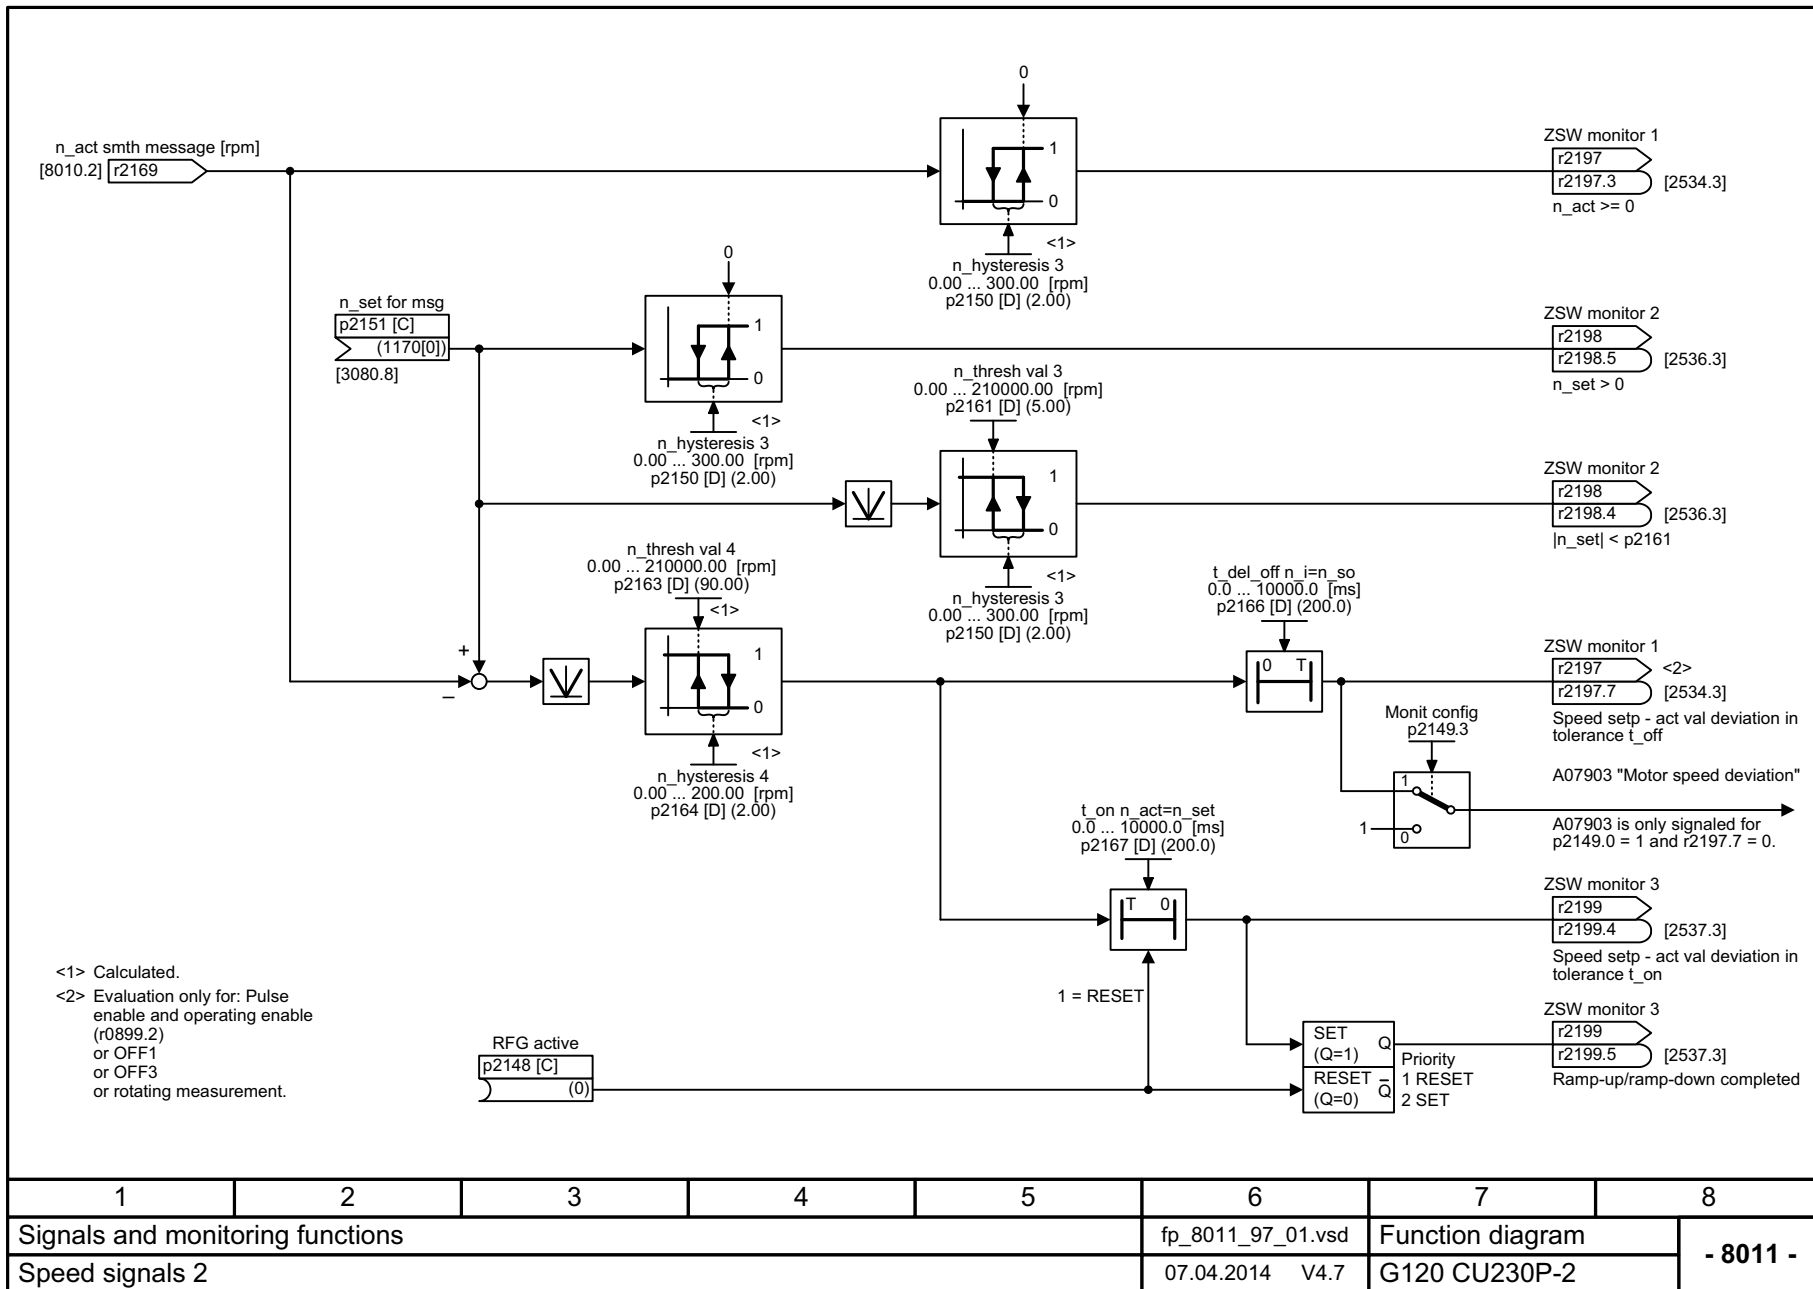 0
n_act smth message [rpm]
[8010.2] r2169
1
0
<1>
n_hysteresis 3
0.00 ... 300.00 [rpm]
p2150 [D] (2.00)
ZSW monitor 1
r2197
r2197.3 [2534.3]
n_act >= 0
0
n_set for msg
p2151 [C]
(1170[0])
[3080.8]
1
0
<1>
n_hysteresis 3
0.00 ... 300.00 [rpm]
p2150 [D] (2.00)
ZSW monitor 2
r2198
r2198.5 [2536.3]
n_set > 0
n_thresh val 3
0.00 ... 210000.00 [rpm]
p2161 [D] (5.00)
1
0
<1>
n_hysteresis 3
0.00 ... 300.00 [rpm]
p2150 [D] (2.00)
ZSW monitor 2
r2198
r2198.4 [2536.3]
|n_set| < p2161
n_thresh val 4
0.00 ... 210000.00 [rpm]
p2163 [D] (90.00)
<1>
+
–
1
0
<1>
n_hysteresis 4
0.00 ... 200.00 [rpm]
p2164 [D] (2.00)
t_del_off n_i=n_so
0.0 ... 10000.0 [ms]
p2166 [D] (200.0)
0 T
ZSW monitor 1
r2197 <2>
r2197.7 [2534.3]
Speed setp - act val deviation in
tolerance t_off
Monit config
p2149.3
1
1
0
A07903 "Motor speed deviation"
A07903 is only signaled for
p2149.0 = 1 and r2197.7 = 0.
t_on n_act=n_set
0.0 ... 10000.0 [ms]
p2167 [D] (200.0)
T 0
1 = RESET
ZSW monitor 3
r2199
r2199.4 [2537.3]
Speed setp - act val deviation in
tolerance t_on
<1> Calculated.
<2> Evaluation only for: Pulse
enable and operating enable
(r0899.2)
or OFF1
or OFF3
or rotating measurement.
RFG active
p2148 [C]
(0)
SET
(Q=1) Q
RESET
(Q=0) Q̅
Priority
1 RESET
2 SET
ZSW monitor 3
r2199
r2199.5 [2537.3]
Ramp-up/ramp-down completed
1 2 3 4 5 6 7 8
Signals and monitoring functions fp_8011_97_01.vsd Function diagram
- 8011 -
Speed signals 2 07.04.2014 V4.7 G120 CU230P-2